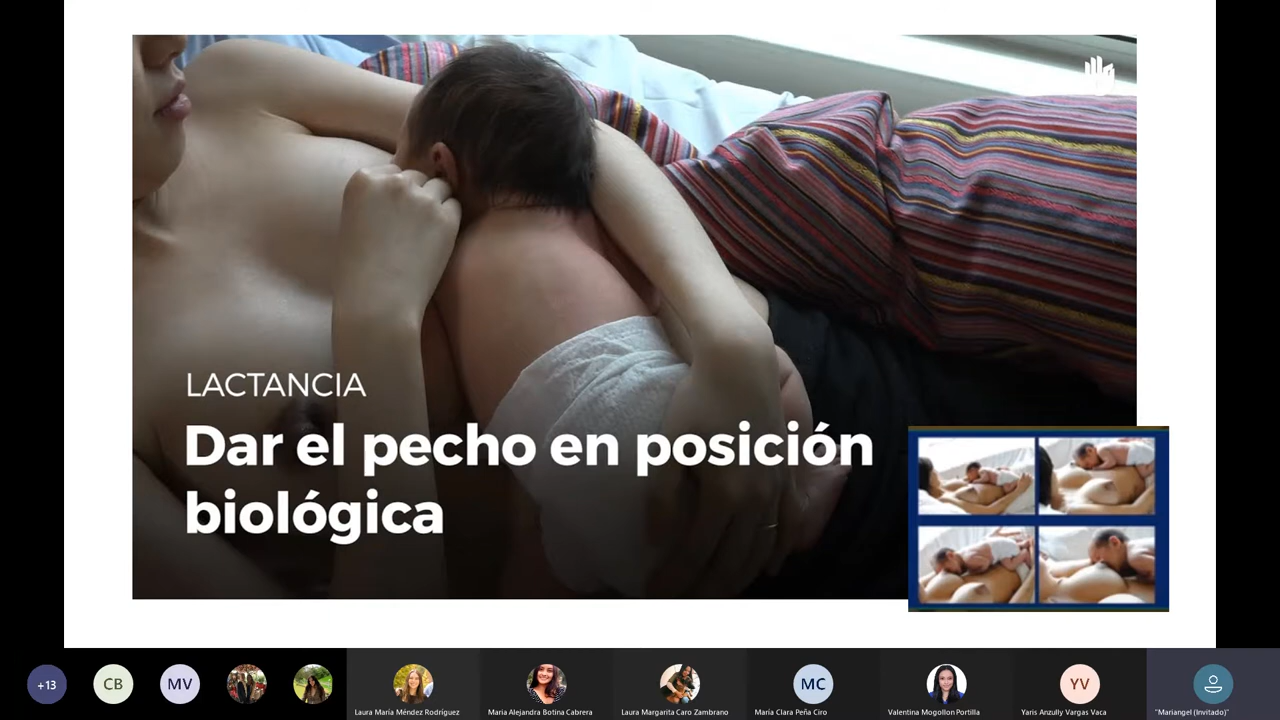 LACTANCIA
Dar el pecho en posición
biológica
+13
CB
MV
Laura María Méndez Rodríguez
Maria Alejandra Botina Cabrera
Laura Margarita Caro Zambrano
MC
María Clara Peña Ciro
Valentina Mogollon Portilla
YV
Yaris Anzully Vargas Vaca
"Mariangel (Invitado)"